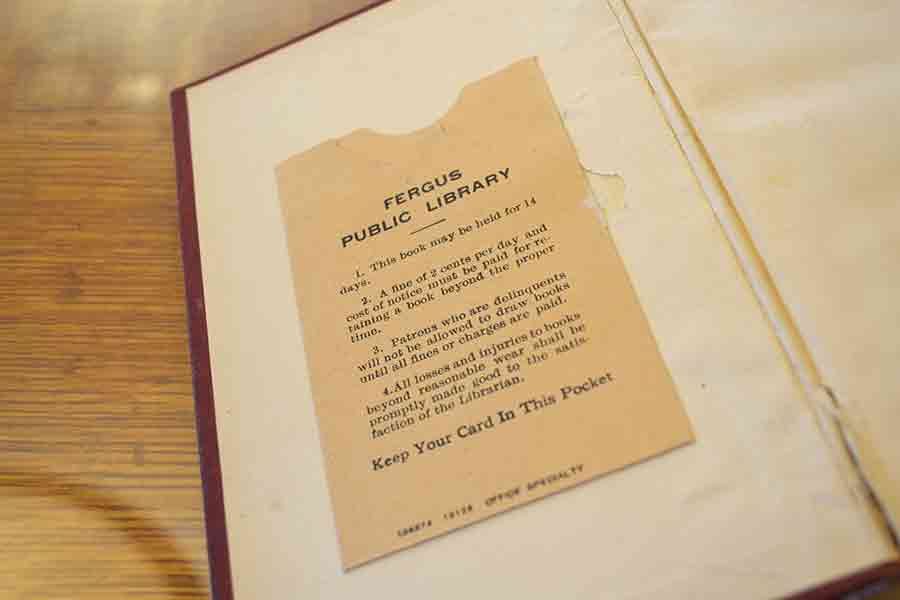 FERGUS
PUBLIC LIBRARY
1. This book may be held for 14
days.
2. A fine of 2 cents per day and
cost of notice must be paid for re-
taining a book beyond the proper
time.
3. Patrons who are delinquents
will not be allowed to draw books
until all fines or charges are paid.
4.All losses and injuries to books
beyond reasonable wear shall be
promptly made good to the satis-
faction of the Librarian.
Keep Your Card In This Pocket
OFFICE SPECIALTY